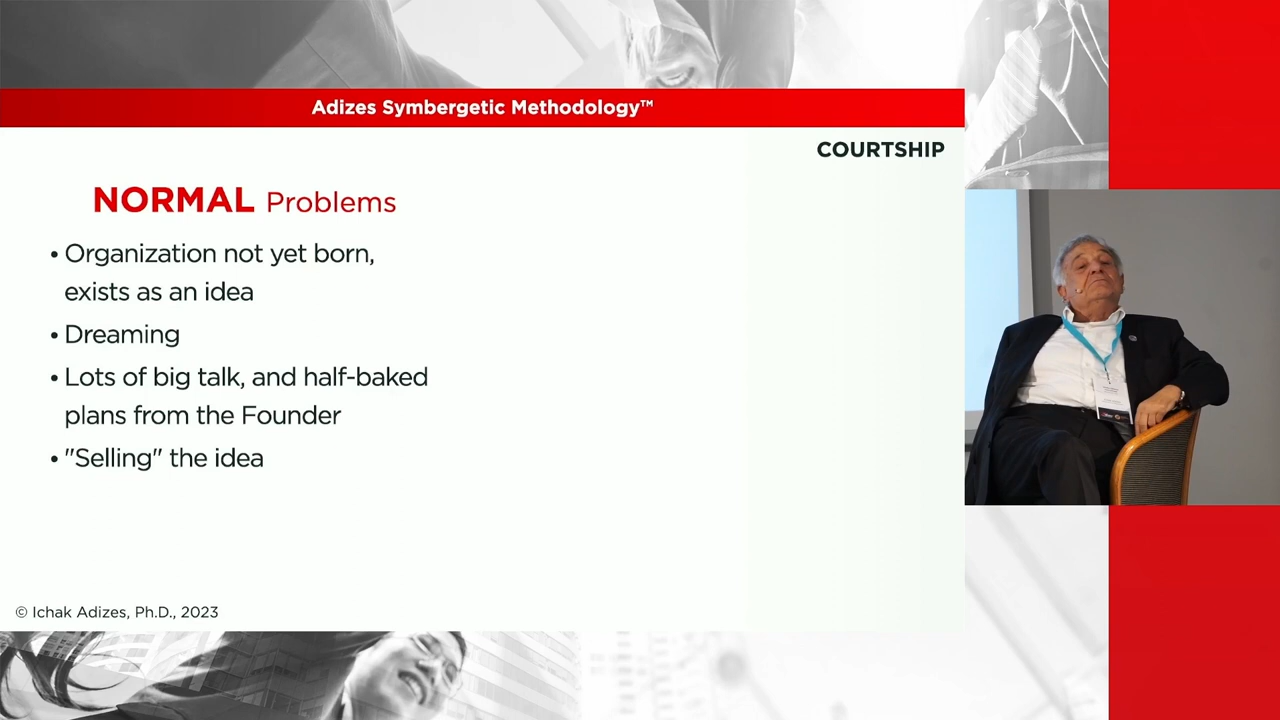 Adizes Symbergetic Methodology™
COURTSHIP
NORMAL Problems
• Organization not yet born,
exists as an idea
• Dreaming
• Lots of big talk, and half-baked
plans from the Founder
• "Selling" the idea
© Ichak Adizes, Ph.D., 2023